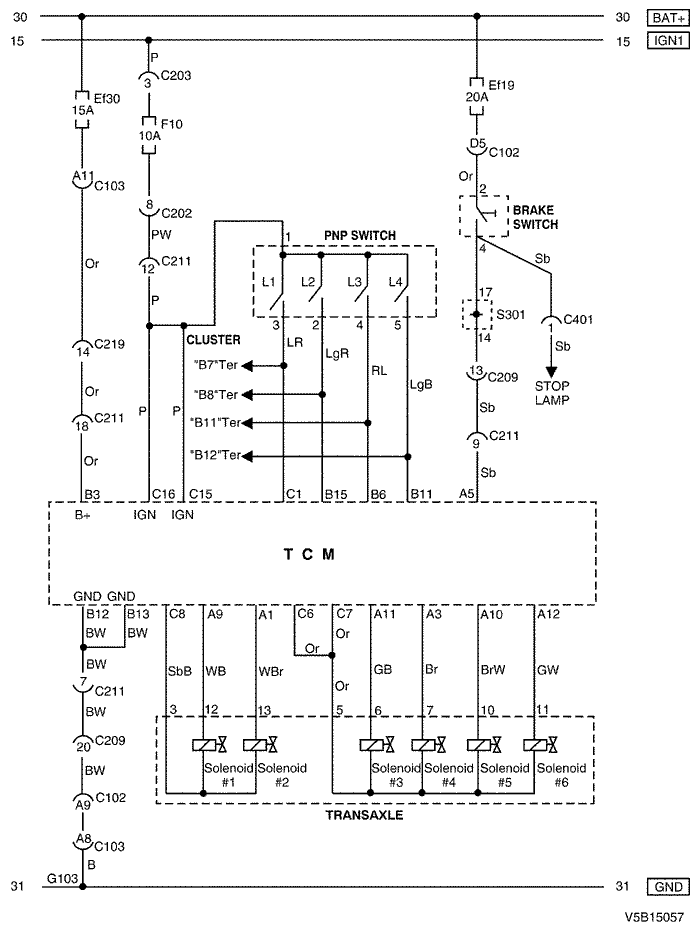 30 30 BAT+
15 15 IGN1
P
3 C203
Ef30
15A
F10
10A
Ef19
20A
D5
C102
A11
C103
Or
2
8
C202
BRAKE
SWITCH
PW
1
PNP SWITCH
4
12 C211
Or
Sb
P
L1 L2 L3 L4
17
S301
14
C401
1
3 2 4 5
C219
14
CLUSTER
LR
LgR
Sb
"B7"Ter
RL
13
C209
STOP
LAMP
Or
"B8"Ter
LgB
P P
Sb
C211
18
"B11"Ter
C211
9
Or
"B12"Ter
Sb
B3 C16 C15 C1 B15 B6 B11 A5
B+ IGN IGN
T C M
GND GND
B12 B13 C8 A9 A1 C6 C7 A11 A3 A10 A12
BW BW Or
Or
BW SbB WB WBr GB Br BrW GW
7
C211
Or
BW
3 12 13 5 6 7 10 11
20
C209
BW
Solenoid
#1
Solenoid
#2
Solenoid
#3
Solenoid
#4
Solenoid
#5
Solenoid
#6
C102
A9
TRANSAXLE
A8
C103
B
G103
31 31 GND
V5B15057